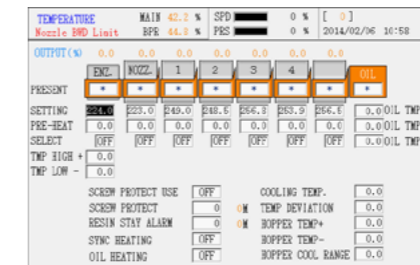 TEMPERATURE MAIN 42.2 % SPD 0 % [ 0]
Nozzle BWD Limit BPR 44.3 % PRS 0 % 2014/02/06 16:58
OUTPUT(%) 0.0 0.0 0.0 0.0 0.0 0.0 0.0
ENZ. NOZZ. 1 2 3 4 OIL
PRESENT * * * * * * * *
SETTING 224.0 223.0 249.0 248.5 256.8 253.9 256.5 0.0 OIL TMP
PRE-HEAT 0.0 0.0 0.0 0.0 0.0 0.0 0.0 0.0 OIL TMP
SELECT OFF OFF OFF OFF OFF OFF OFF 0.0 OIL TMP
TMP HIGH + 0.0
TMP LOW - 0.0
SCREW PROTECT USE OFF COOLING TEMP. 0.0
SCREW PROTECT 0 0M TEMP DEVIATION 0.0
RESIN STAY ALARM 0 0M HOPPER TEMP+ 0.0
SYNC HEATING OFF HOPPER TEMP- 0.0
OIL HEATING OFF HOPPER COOL RANGE 0.0